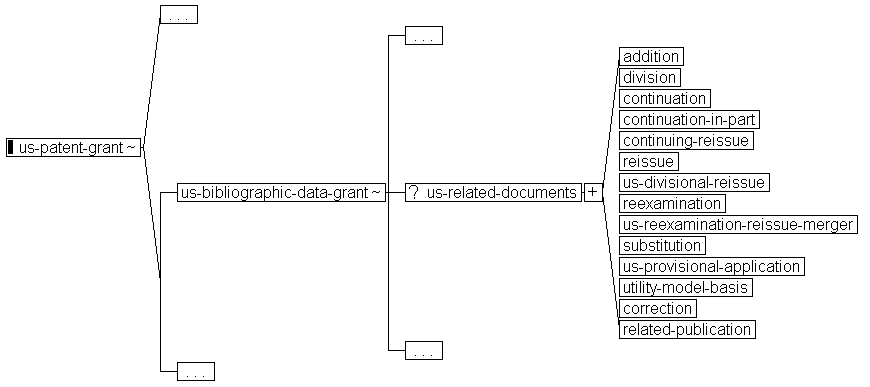 . . .
. . .
addition
division
continuation
continuation-in-part
continuing-reissue
us-patent-grant ~
reissue
us-bibliographic-data-grant ~
? us-related-documents
+
us-divisional-reissue
reexamination
us-reexamination-reissue-merger
substitution
us-provisional-application
utility-model-basis
correction
related-publication
. . .
. . .